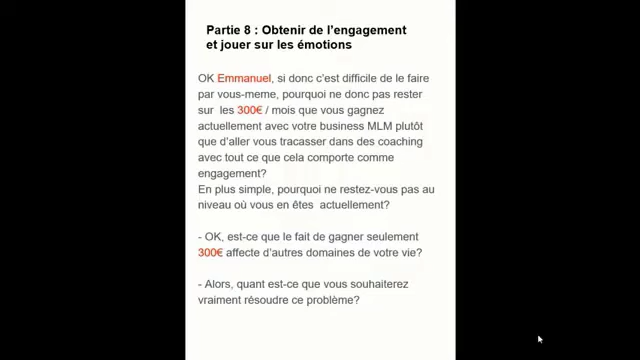 Partie 8 : Obtenir de l'engagement
et jouer sur les émotions
OK Emmanuel, si donc c'est difficile de le faire
par vous-meme, pourquoi ne donc pas rester
sur les 300€ / mois que vous gagnez
actuellement avec votre business MLM plutôt
que d'aller vous tracasser dans des coaching
avec tout ce que cela comporte comme
engagement?
En plus simple, pourquoi ne restez-vous pas au
niveau où vous en êtes actuellement?
- OK, est-ce que le fait de gagner seulement
300€ affecte d'autres domaines de votre vie?
- Alors, quant est-ce que vous souhaiterez
vraiment résoudre ce problème?